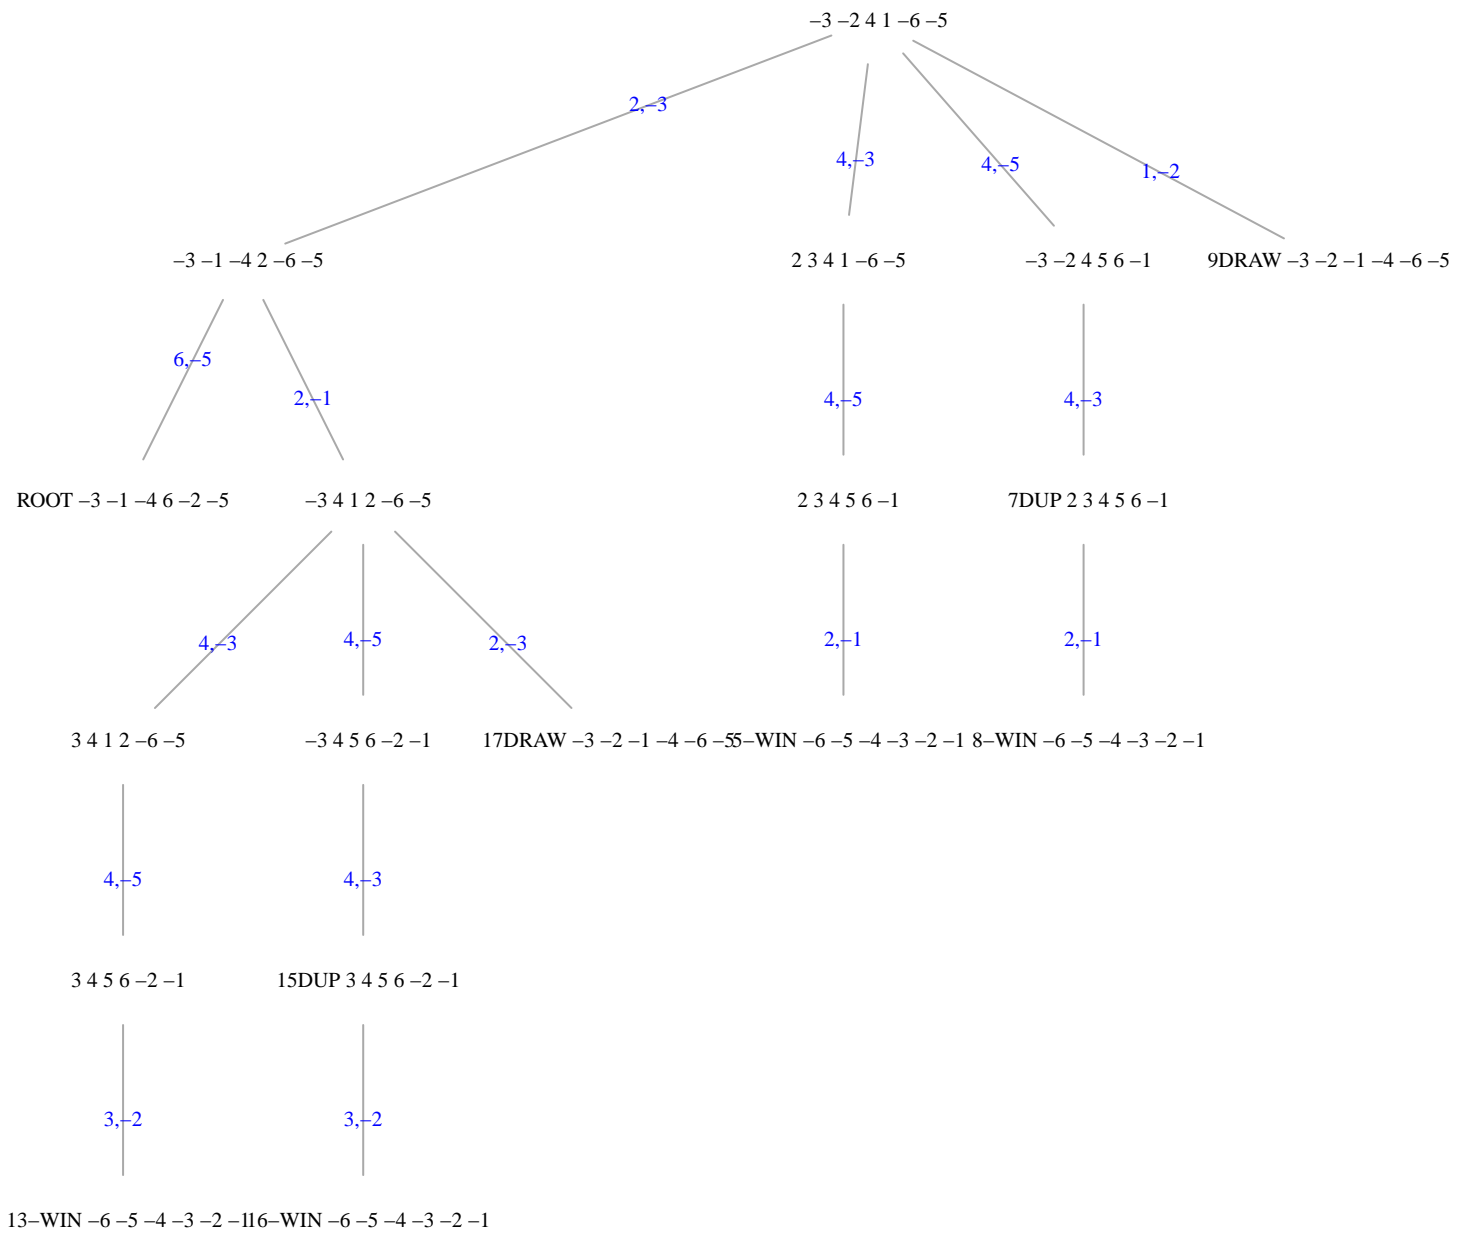 –3 –2 4 1 –6 –5
2,–3
4,–3
4,–5
1,–2
–3 –1 –4 2 –6 –5
2 3 4 1 –6 –5
–3 –2 4 5 6 –1
9DRAW –3 –2 –1 –4 –6 –5
6,–5
2,–1
4,–5
4,–3
ROOT –3 –1 –4 6 –2 –5
–3 4 1 2 –6 –5
2 3 4 5 6 –1
7DUP 2 3 4 5 6 –1
4,–3
4,–5
2,–3
2,–1
2,–1
3 4 1 2 –6 –5
–3 4 5 6 –2 –1
17DRAW –3 –2 –1 –4 –6 –5
5–WIN –6 –5 –4 –3 –2 –1
8–WIN –6 –5 –4 –3 –2 –1
4,–5
4,–3
3 4 5 6 –2 –1
15DUP 3 4 5 6 –2 –1
3,–2
3,–2
13–WIN –6 –5 –4 –3 –2 –1
16–WIN –6 –5 –4 –3 –2 –1